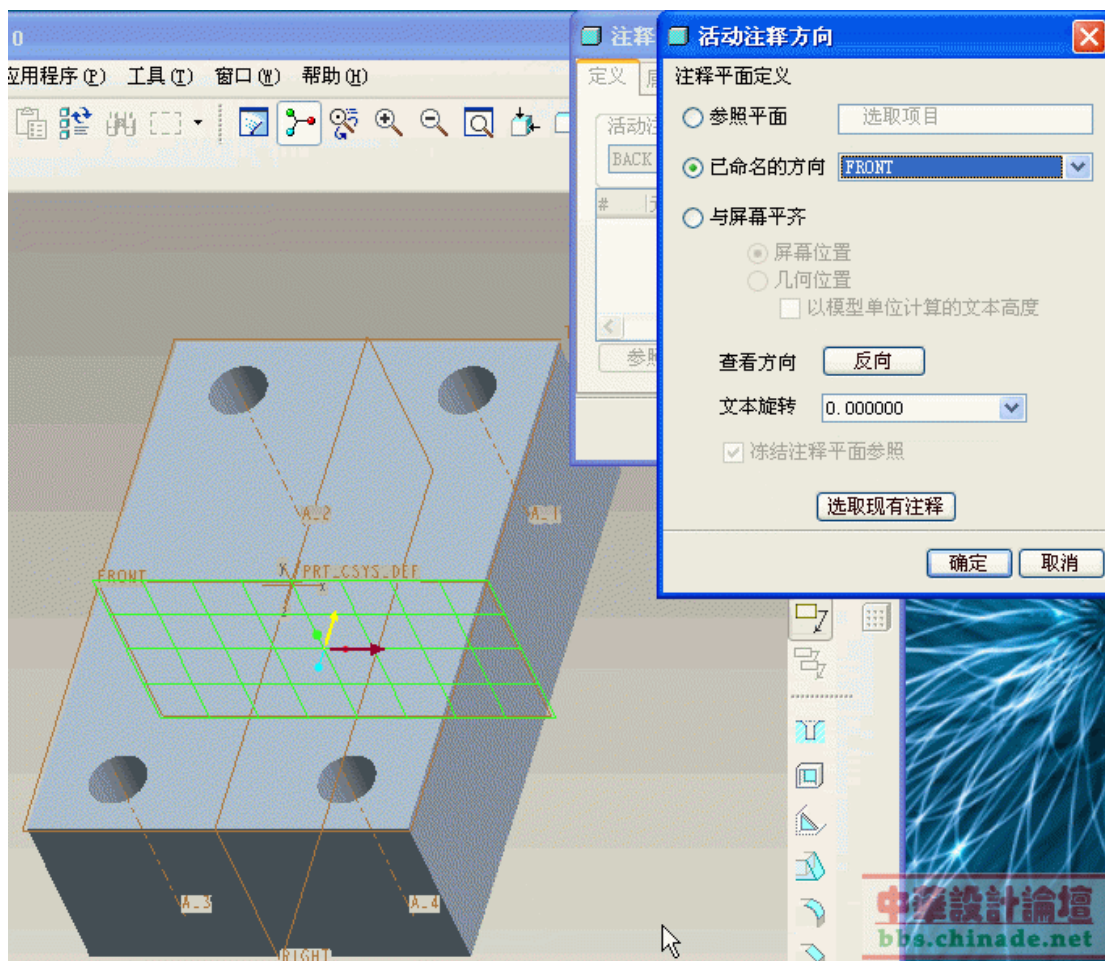 0
注释
活动注释方向
应用程序(P) 工具(T) 窗口(W) 帮助(H)
定义
注释平面定义
参照平面 选取项目
活动注
BACK
已命名的方向 FRONT
#
与屏幕平齐
屏幕位置
几何位置
以模型单位计算的文本高度
参照
查看方向 反向
文本旋转 0.000000
冻结注释平面参照
选取现有注释
确定 取消
A_2
A_1
FRONT
Y PRT_CSYS_DEF
X
A_3
A_4
RIGHT
中華設計論壇
bbs.chinade.net